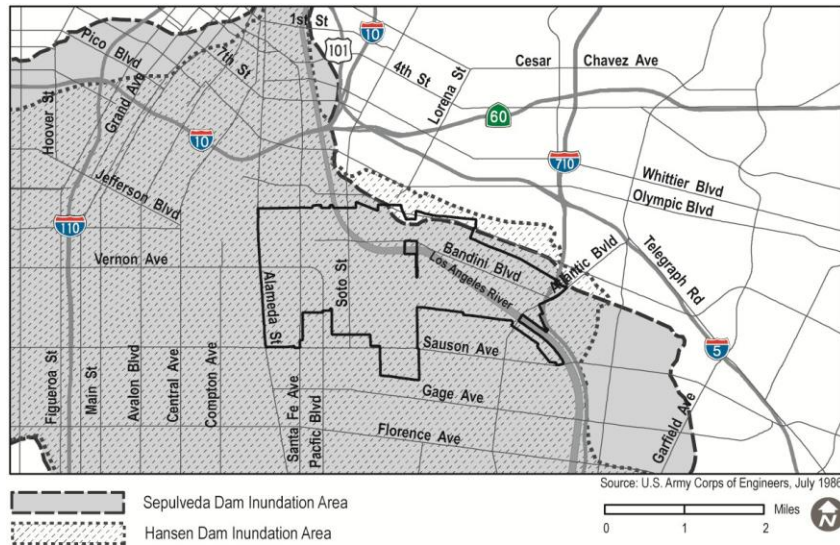 1st St
10
101
Pico Blvd
7th St
4th St
Cesar Chavez Ave
Grand Ave
Hoover St
Lorena St
60
10
710
Jefferson Blvd
Whittier Blvd
Olympic Blvd
110
Vernon Ave
Alameda St
Soto St
Bandini Blvd
Los Angeles River
Atlantic Bvld
Telegraph Rd
5
Figueroa St
Main St
Avalon Blvd
Central Ave
Compton Ave
Santa Fe Ave
Pacfic Blvd
Sauson Ave
Gage Ave
Florence Ave
Garfield Ave
Source: U.S. Army Corps of Engineers, July 1986
Sepulveda Dam Inundation Area
Hansen Dam Inundation Area
Miles
0 1 2
N